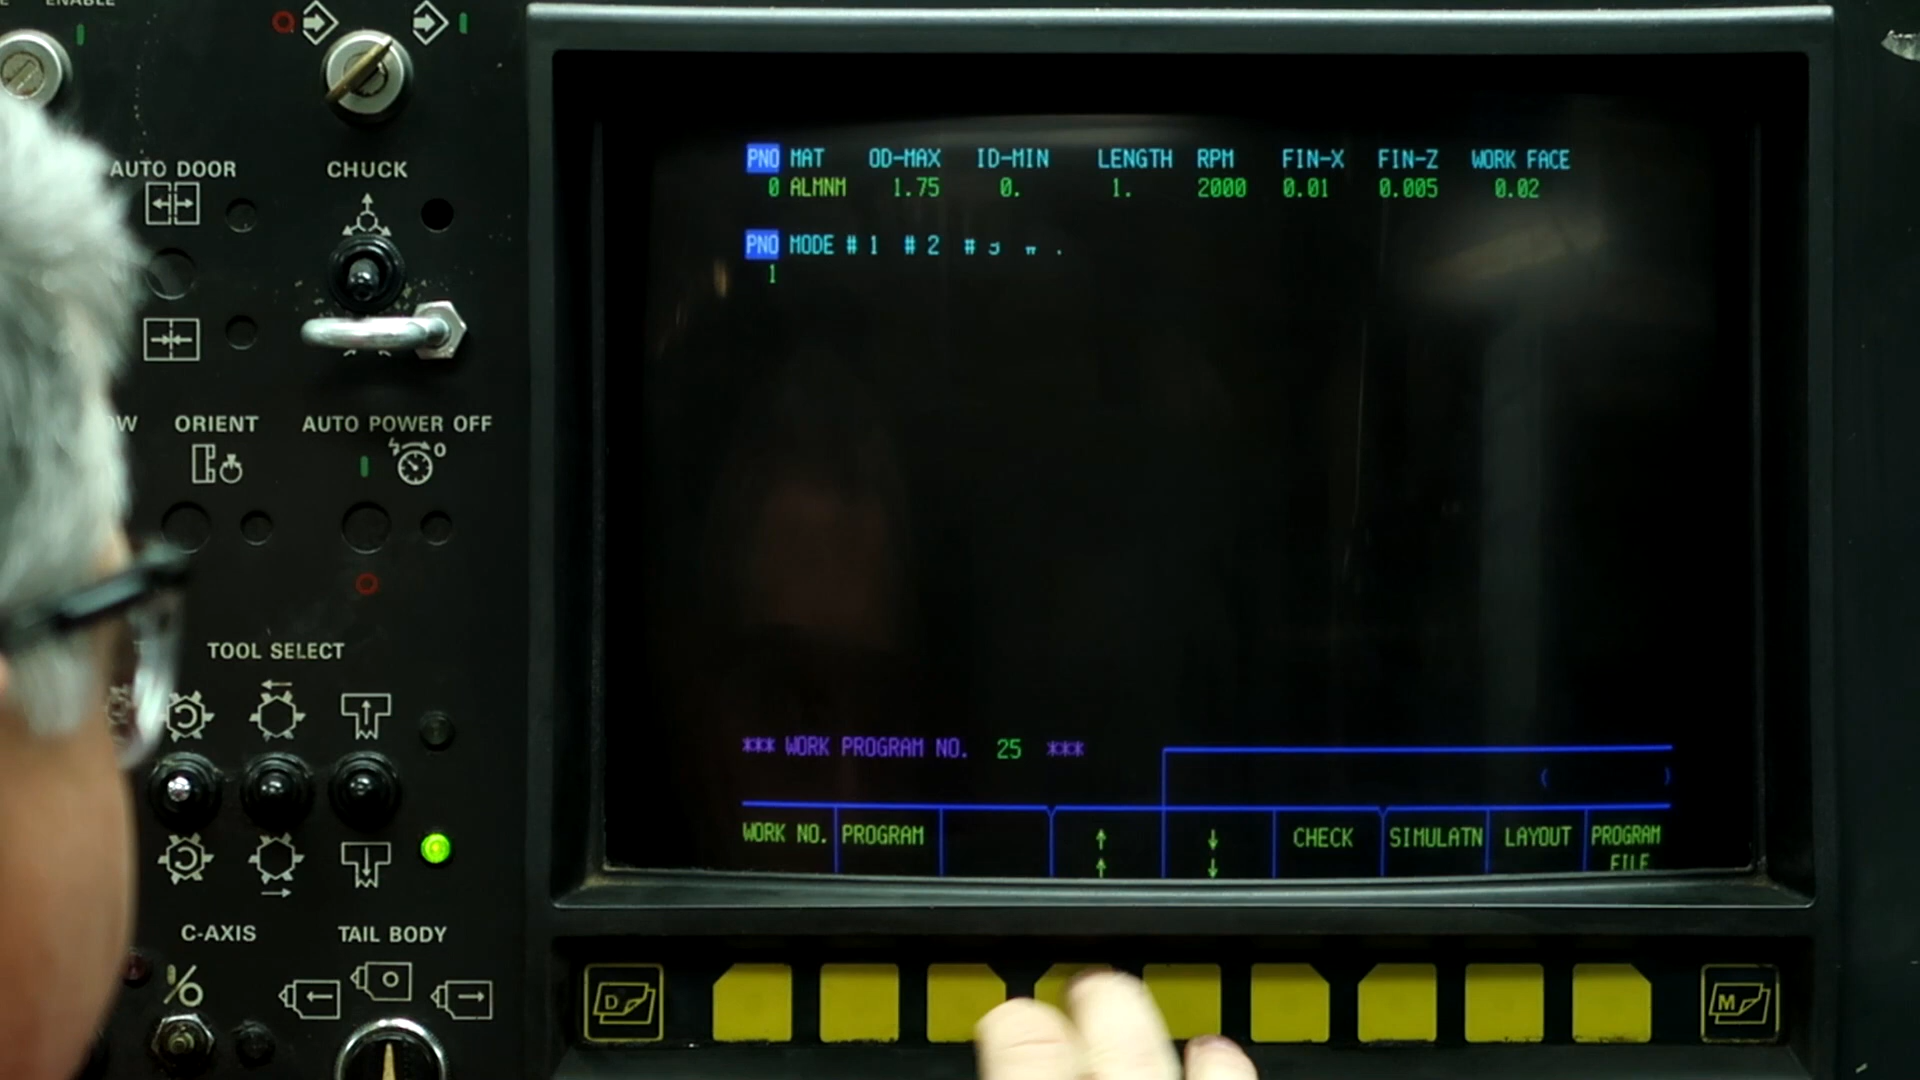 ENABLE
AUTO DOOR
CHUCK
ORIENT
AUTO POWER OFF
TOOL SELECT
C-AXIS
TAIL BODY
PNO MAT OD-MAX ID-MIN LENGTH RPM FIN-X FIN-Z WORK FACE
0 ALMNM 1.75 0. 1. 2000 0.01 0.005 0.02
PNO MODE # 1 # 2 #
1
*** WORK PROGRAM NO. 25 ***
( )
WORK NO. PROGRAM ↑ ↓ CHECK SIMULATN LAYOUT PROGRAM
↑ ↓ FILE
D M